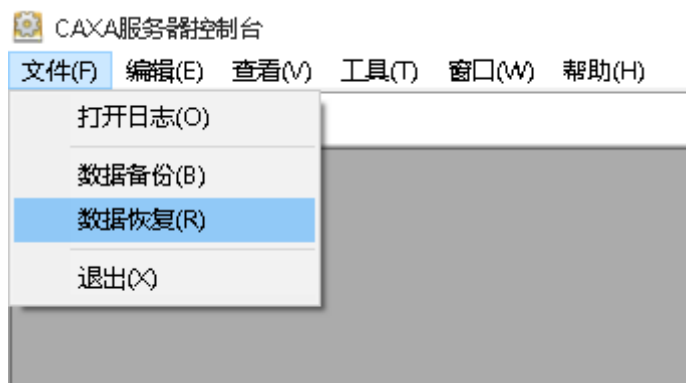 CAXA服务器控制台
文件(F) 编辑(E) 查看(V) 工具(T) 窗口(W) 帮助(H)
打开日志(O)
数据备份(B)
数据恢复(R)
退出(X)